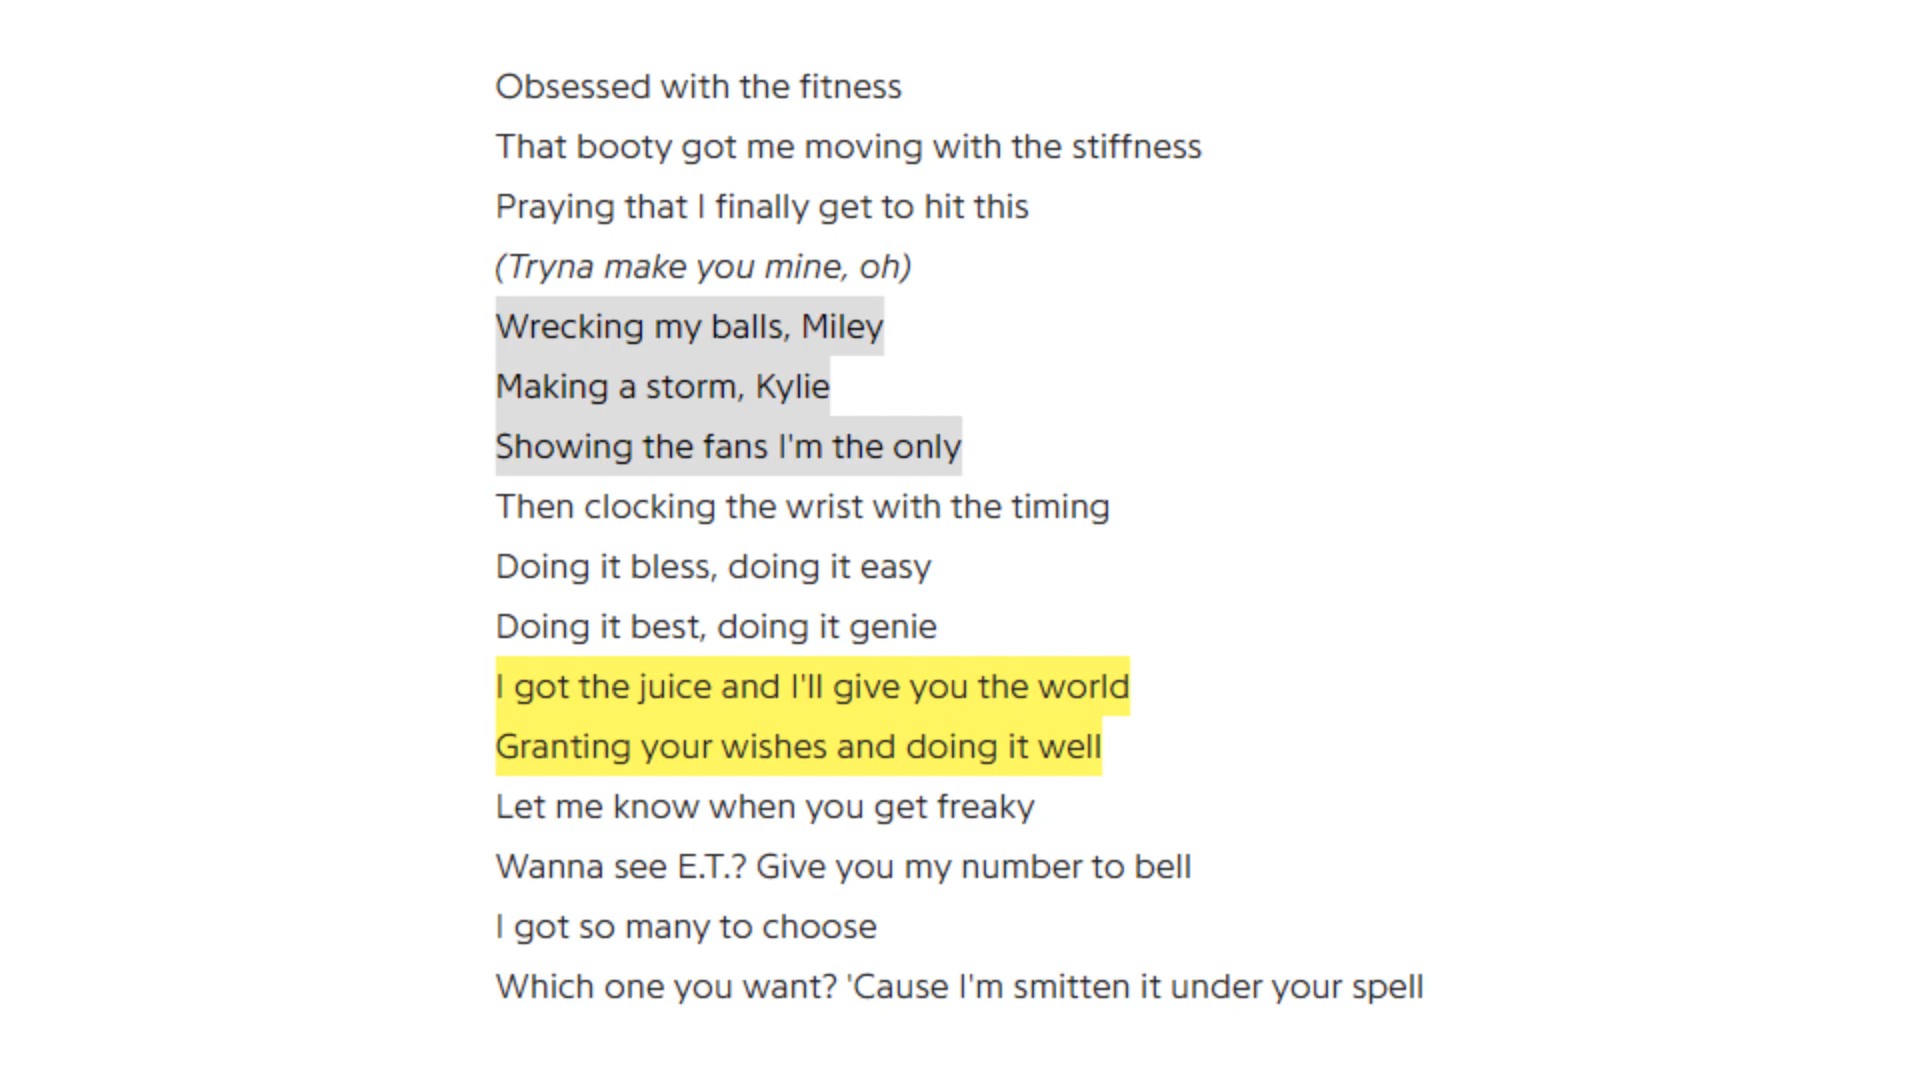 Obsessed with the fitness
That booty got me moving with the stiffness
Praying that I finally get to hit this
(Tryna make you mine, oh)
Wrecking my balls, Miley
Making a storm, Kylie
Showing the fans I'm the only
Then clocking the wrist with the timing
Doing it bless, doing it easy
Doing it best, doing it genie
I got the juice and I'll give you the world
Granting your wishes and doing it well
Let me know when you get freaky
Wanna see E.T.? Give you my number to bell
I got so many to choose
Which one you want? 'Cause I'm smitten it under your spell